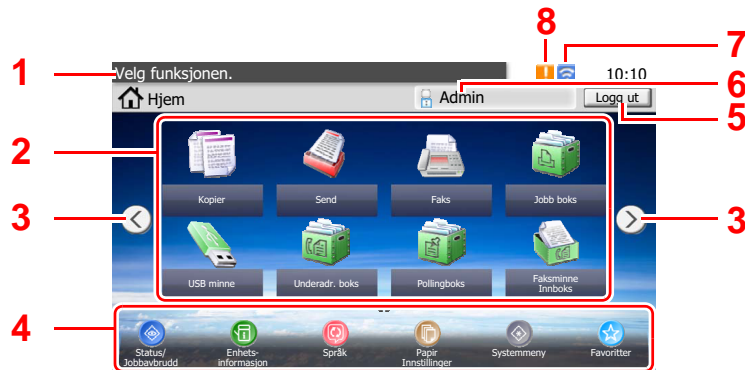 8
7
1
Velg funksjonen.
10:10
6
Hjem
Admin
Logg ut
5
2
Kopier
Send
Faks
Jobb boks
3
3
USB minne
Underadr. boks
Pollingboks
Faksminne
Innboks
4
Status/
Jobbavbrudd
Enhets-
informasjon
Språk
Papir
Innstillinger
Systemmeny
Favoritter